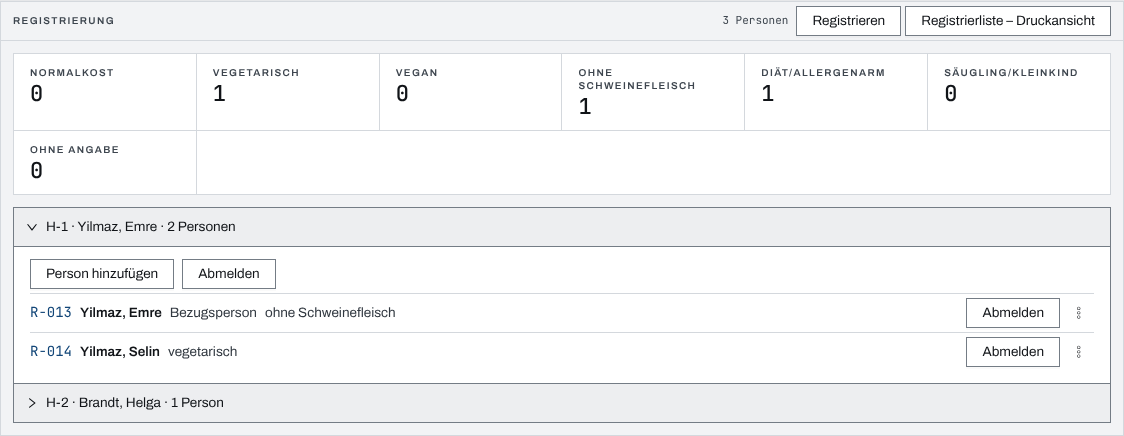 REGISTRIERUNG
3 Personen
Registrieren
Registrierliste – Druckansicht
NORMALKOST
0
VEGETARISCH
1
VEGAN
0
OHNE
SCHWEINEFLEISCH
1
DIÄT/ALLERGENARM
1
SÄUGLING/KLEINKIND
0
OHNE ANGABE
0
H-1 · Yilmaz, Emre · 2 Personen
Person hinzufügen
Abmelden
R-013 Yilmaz, Emre Bezugsperson ohne Schweinefleisch
Abmelden
R-014 Yilmaz, Selin vegetarisch
Abmelden
H-2 · Brandt, Helga · 1 Person